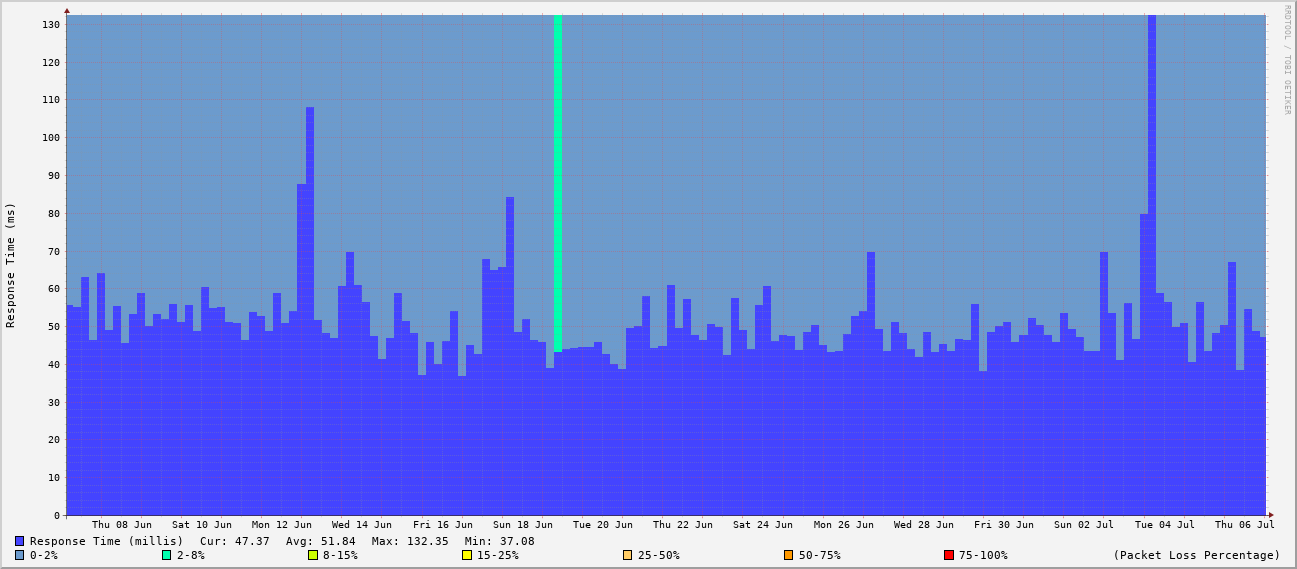 RRDTOOL / TOBI OETIKER
Response Time (ms)
130
120
110
100
90
80
70
60
50
40
30
20
10
0
Thu 08 Jun Sat 10 Jun Mon 12 Jun Wed 14 Jun Fri 16 Jun Sun 18 Jun Tue 20 Jun Thu 22 Jun Sat 24 Jun Mon 26 Jun Wed 28 Jun Fri 30 Jun Sun 02 Jul Tue 04 Jul Thu 06 Jul
Response Time (millis) Cur: 47.37 Avg: 51.84 Max: 132.35 Min: 37.08
0-2% 2-8% 8-15% 15-25% 25-50% 50-75% 75-100% (Packet Loss Percentage)